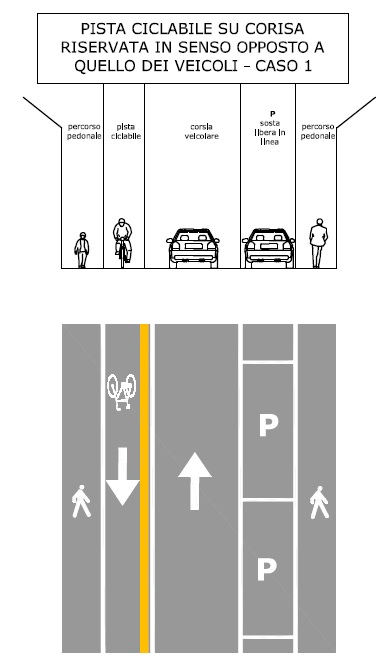 PISTA CICLABILE SU CORISA
RISERVATA IN SENSO OPPOSTO A
QUELLO DEI VEICOLI - CASO 1
percorso
pedonale
pista
ciclabile
corsia
veicolare
P
sosta
libera in
linea
percorso
pedonale
P
P